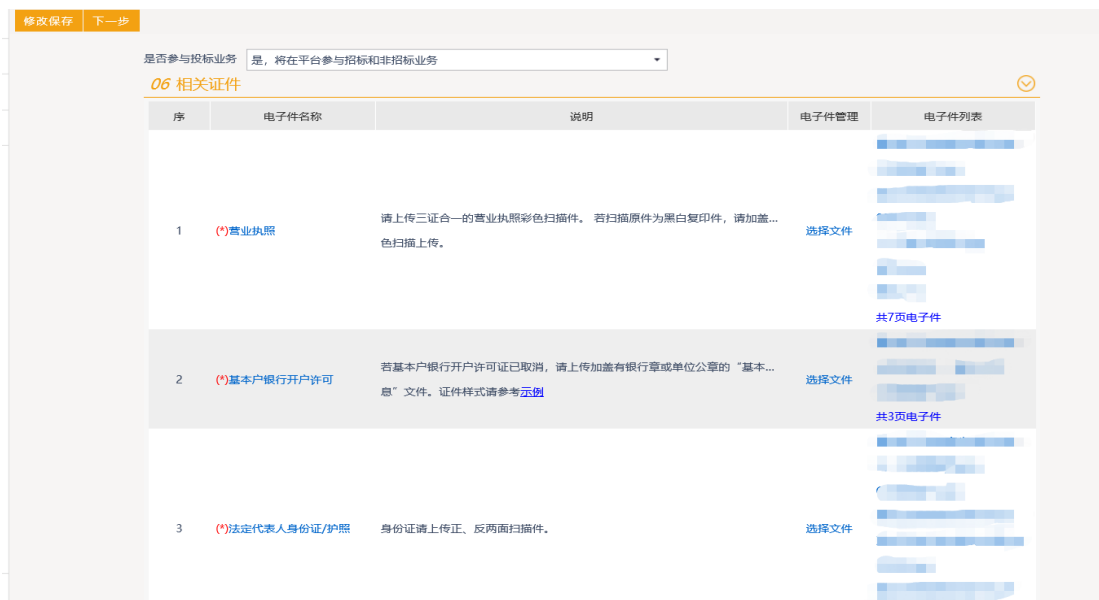 修改保存 下一步
是否参与投标业务 是，将在平台参与招标和非招标业务
06 相关证件
序 电子件名称 说明 电子件管理 电子件列表
1 (*)营业执照 请上传三证合一的营业执照彩色扫描件。 若扫描原件为黑白复印件，请加盖... 选择文件
色扫描上传。
共7页电子件
2 (*)基本户银行开户许可 若基本户银行开户许可证已取消，请上传加盖有银行章或单位公章的“基本... 选择文件
息”文件。证件样式请参考示例
共3页电子件
3 (*)法定代表人身份证/护照 身份证请上传正、反两面扫描件。 选择文件